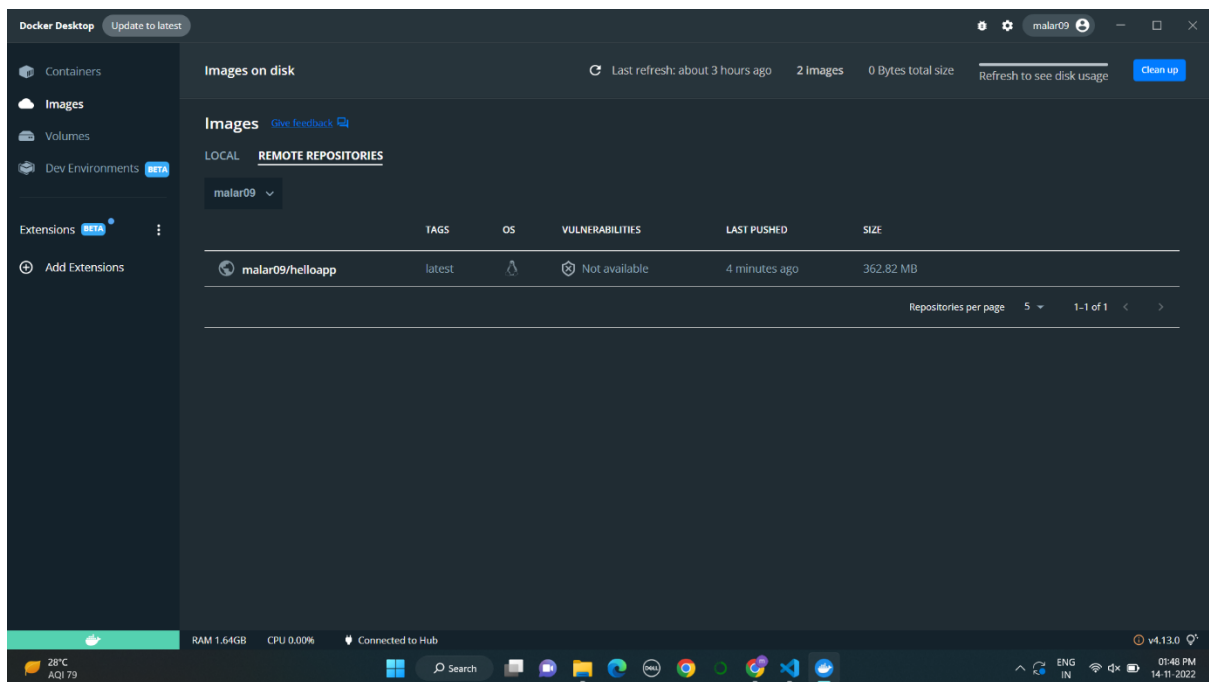 Docker Desktop Update to latest malar09
Containers
Images
Volumes
Dev Environments BETA
Extensions BETA
Add Extensions
Images on disk Last refresh: about 3 hours ago 2 images 0 Bytes total size Refresh to see disk usage Clean up
Images Give feedback
LOCAL REMOTE REPOSITORIES
malar09
TAGS OS VULNERABILITIES LAST PUSHED SIZE
malar09/helloapp latest Not available 4 minutes ago 362.82 MB
Repositories per page 5 1–1 of 1
RAM 1.64GB CPU 0.00% Connected to Hub v4.13.0
28°C
AQI 79
Search
DELL
ENG
IN
01:48 PM
14-11-2022